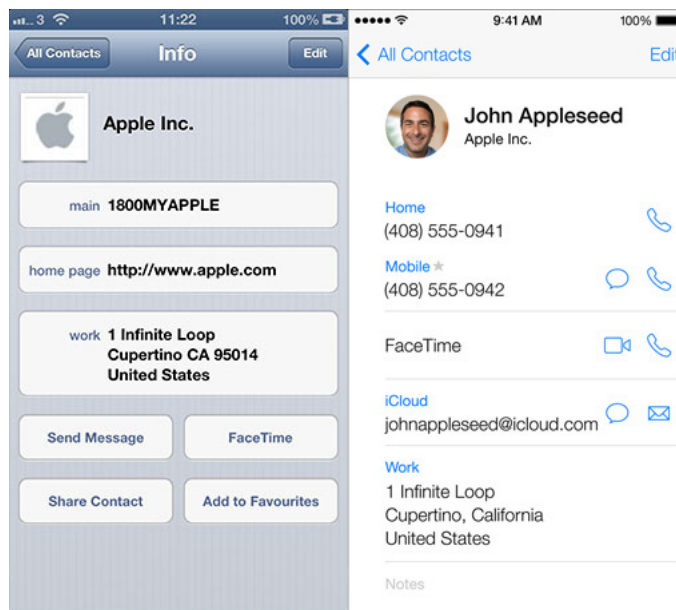 ... 3 11:22 100%
All Contacts Info Edit
Apple Inc.
main 1800MYAPPLE
home page http://www.apple.com
work 1 Infinite Loop
Cupertino CA 95014
United States
Send Message FaceTime
Share Contact Add to Favourites
9:41 AM 100%
All Contacts Edit
John Appleseed
Apple Inc.
Home
(408) 555-0941
Mobile
(408) 555-0942
FaceTime
iCloud
johnappleseed@icloud.com
Work
1 Infinite Loop
Cupertino, California
United States
Notes